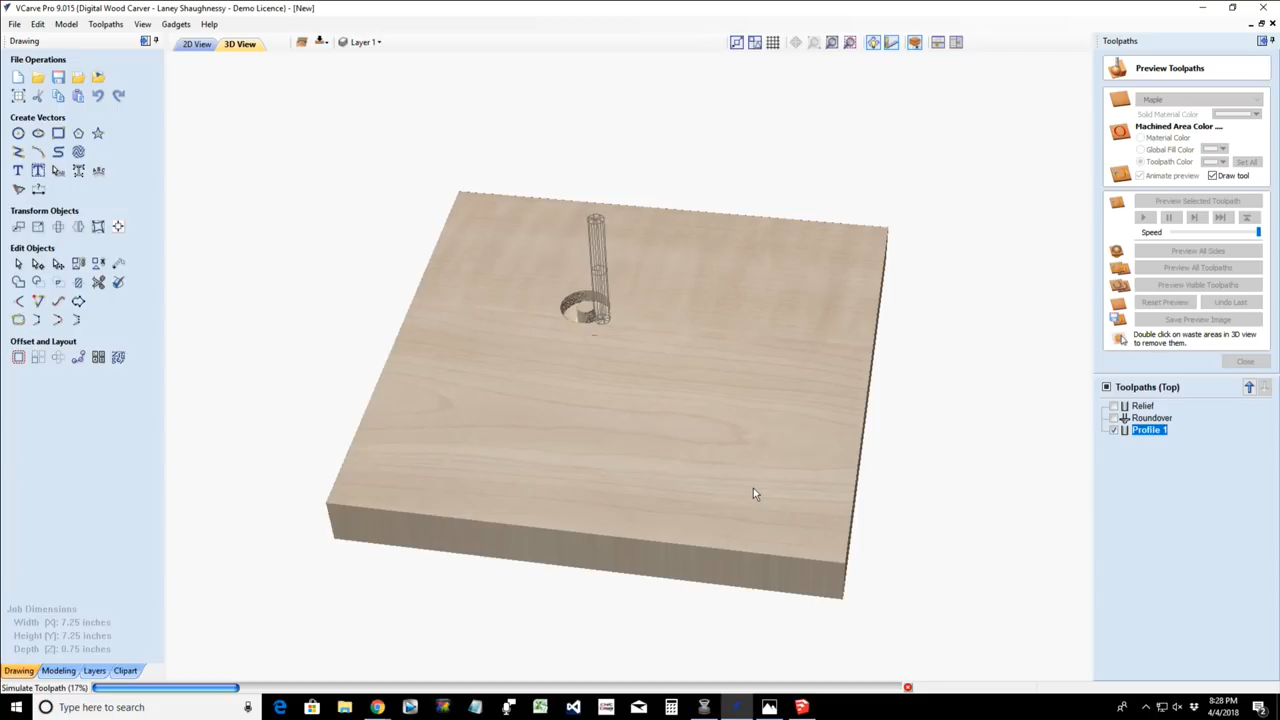 VCarve Pro 9.015 (Digital Wood Carver - Laney Shaughnessy - Demo Licence) - [New]
File Edit Model Toolpaths View Gadgets Help
Drawing
2D View 3D View Layer 1
Toolpaths
File Operations
Create Vectors
Transform Objects
Edit Objects
Offset and Layout
Job Dimensions
Width [X]: 7.25 inches
Height [Y]: 7.25 inches
Depth [Z]: 0.75 inches
Drawing Modeling Layers Clipart
Preview Toolpaths
Maple
Solid Material Color
Machined Area Color ....
Material Color
Global Fill Color
Toolpath Color Set All
Animate preview Draw tool
Preview Selected Toolpath
Speed
Preview All Sides
Preview All Toolpaths
Preview Visible Toolpaths
Reset Preview Undo Last
Save Preview Image
Double click on waste areas in 3D view
to remove them.
Close
Toolpaths (Top)
Relief
Roundover
Profile 1
Simulate Toolpath (17%)
Type here to search
8:28 PM
4/4/2018
2